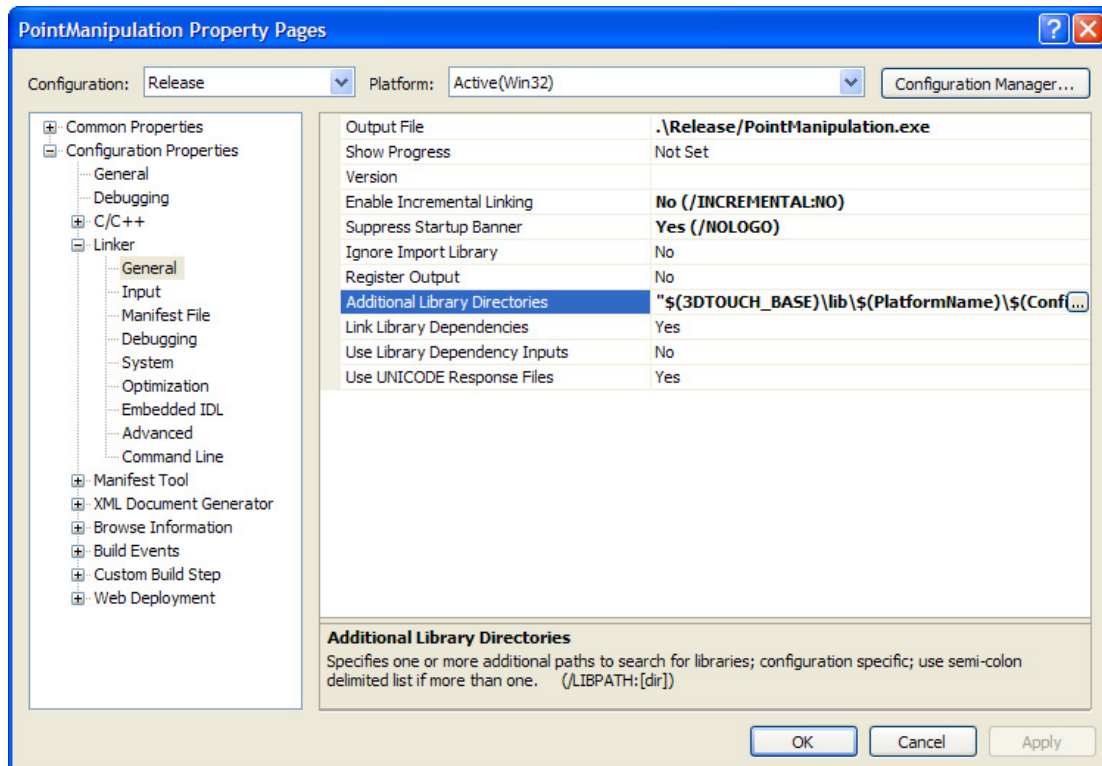 PointManipulation Property Pages
Configuration: Release Platform: Active(Win32) Configuration Manager...
Common Properties
Configuration Properties
General
Debugging
C/C++
Linker
General
Input
Manifest File
Debugging
System
Optimization
Embedded IDL
Advanced
Command Line
Manifest Tool
XML Document Generator
Browse Information
Build Events
Custom Build Step
Web Deployment
Output File .\Release/PointManipulation.exe
Show Progress Not Set
Version
Enable Incremental Linking No (/INCREMENTAL:NO)
Suppress Startup Banner Yes (/NOLOGO)
Ignore Import Library No
Register Output No
Additional Library Directories "$(3DTOUCH_BASE)\lib\$(PlatformName)\$(Confi...
Link Library Dependencies Yes
Use Library Dependency Inputs No
Use UNICODE Response Files Yes
Additional Library Directories
Specifies one or more additional paths to search for libraries; configuration specific; use semi-colon
delimited list if more than one. (/LIBPATH:[dir])
OK Cancel Apply